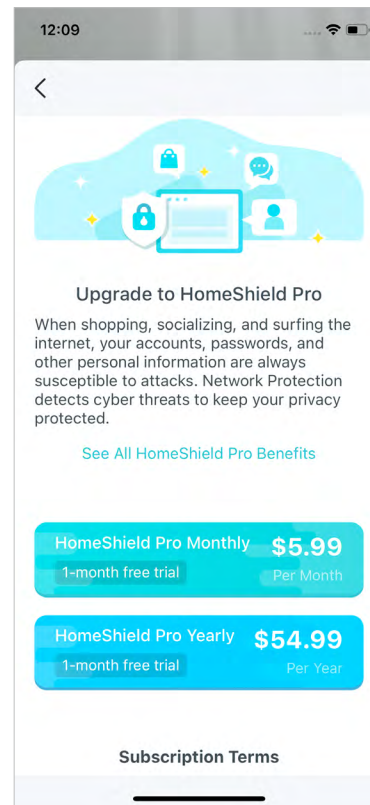 12:09
Upgrade to HomeShield Pro
When shopping, socializing, and surfing the
internet, your accounts, passwords, and
other personal information are always
susceptible to attacks. Network Protection
detects cyber threats to keep your privacy
protected.
See All HomeShield Pro Benefits
HomeShield Pro Monthly $5.99
1-month free trial Per Month
HomeShield Pro Yearly $54.99
1-month free trial Per Year
Subscription Terms